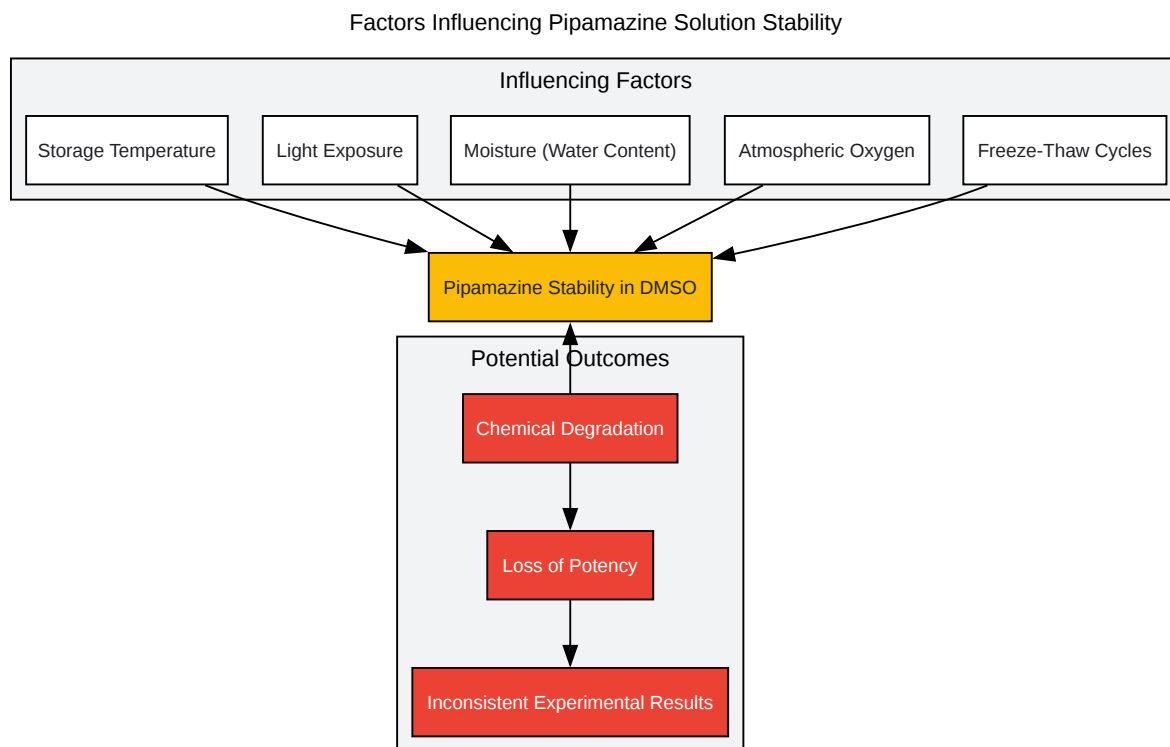 Factors Influencing Pipamazine Solution Stability
Influencing Factors
Storage Temperature
Light Exposure
Moisture (Water Content)
Atmospheric Oxygen
Freeze-Thaw Cycles
Pipamazine Stability in DMSO
Potential Outcomes
Chemical Degradation
Loss of Potency
Inconsistent Experimental Results